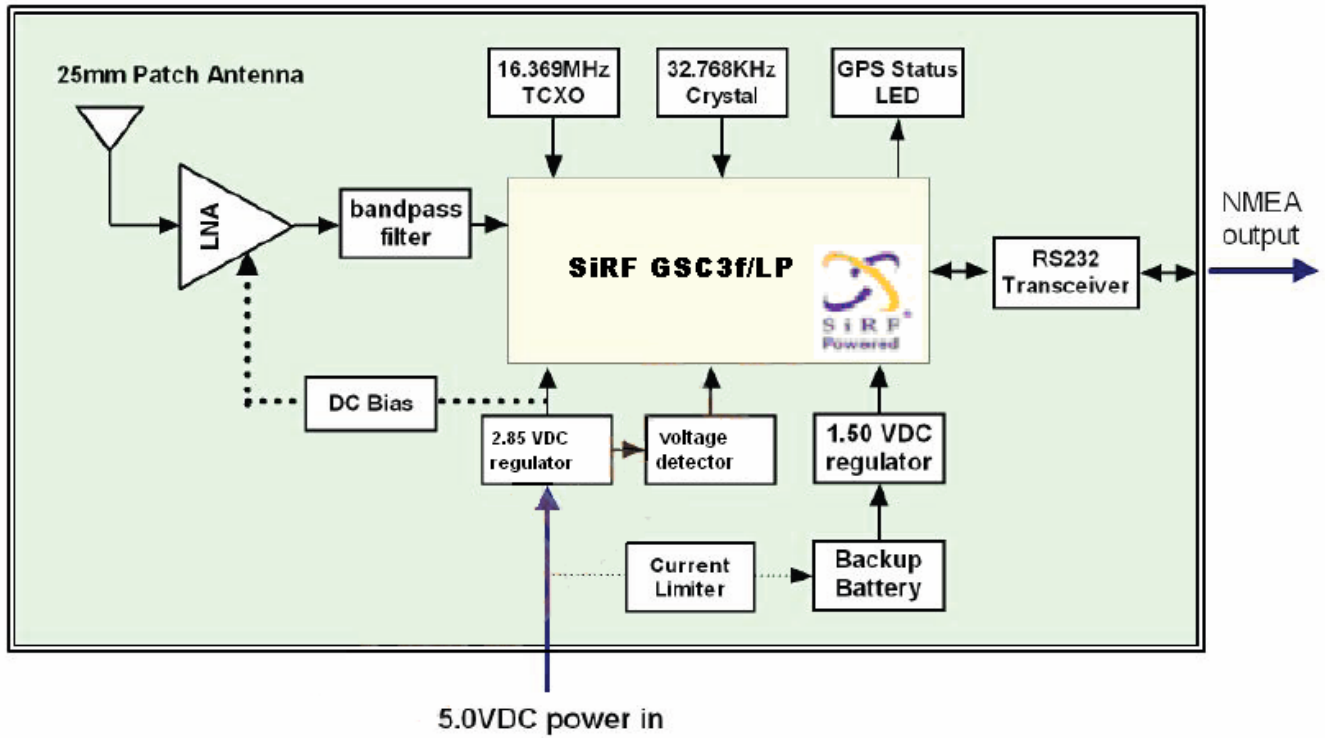 25mm Patch Antenna
16.369MHz
TCXO
32.768KHz
Crystal
GPS Status
LED
LNA
bandpass
filter
SiRF GSC3f/LP
SiRF
Powered
RS232
Transceiver
NMEA
output
DC Bias
2.85 VDC
regulator
voltage
detector
1.50 VDC
regulator
Current
Limiter
Backup
Battery
5.0VDC power in